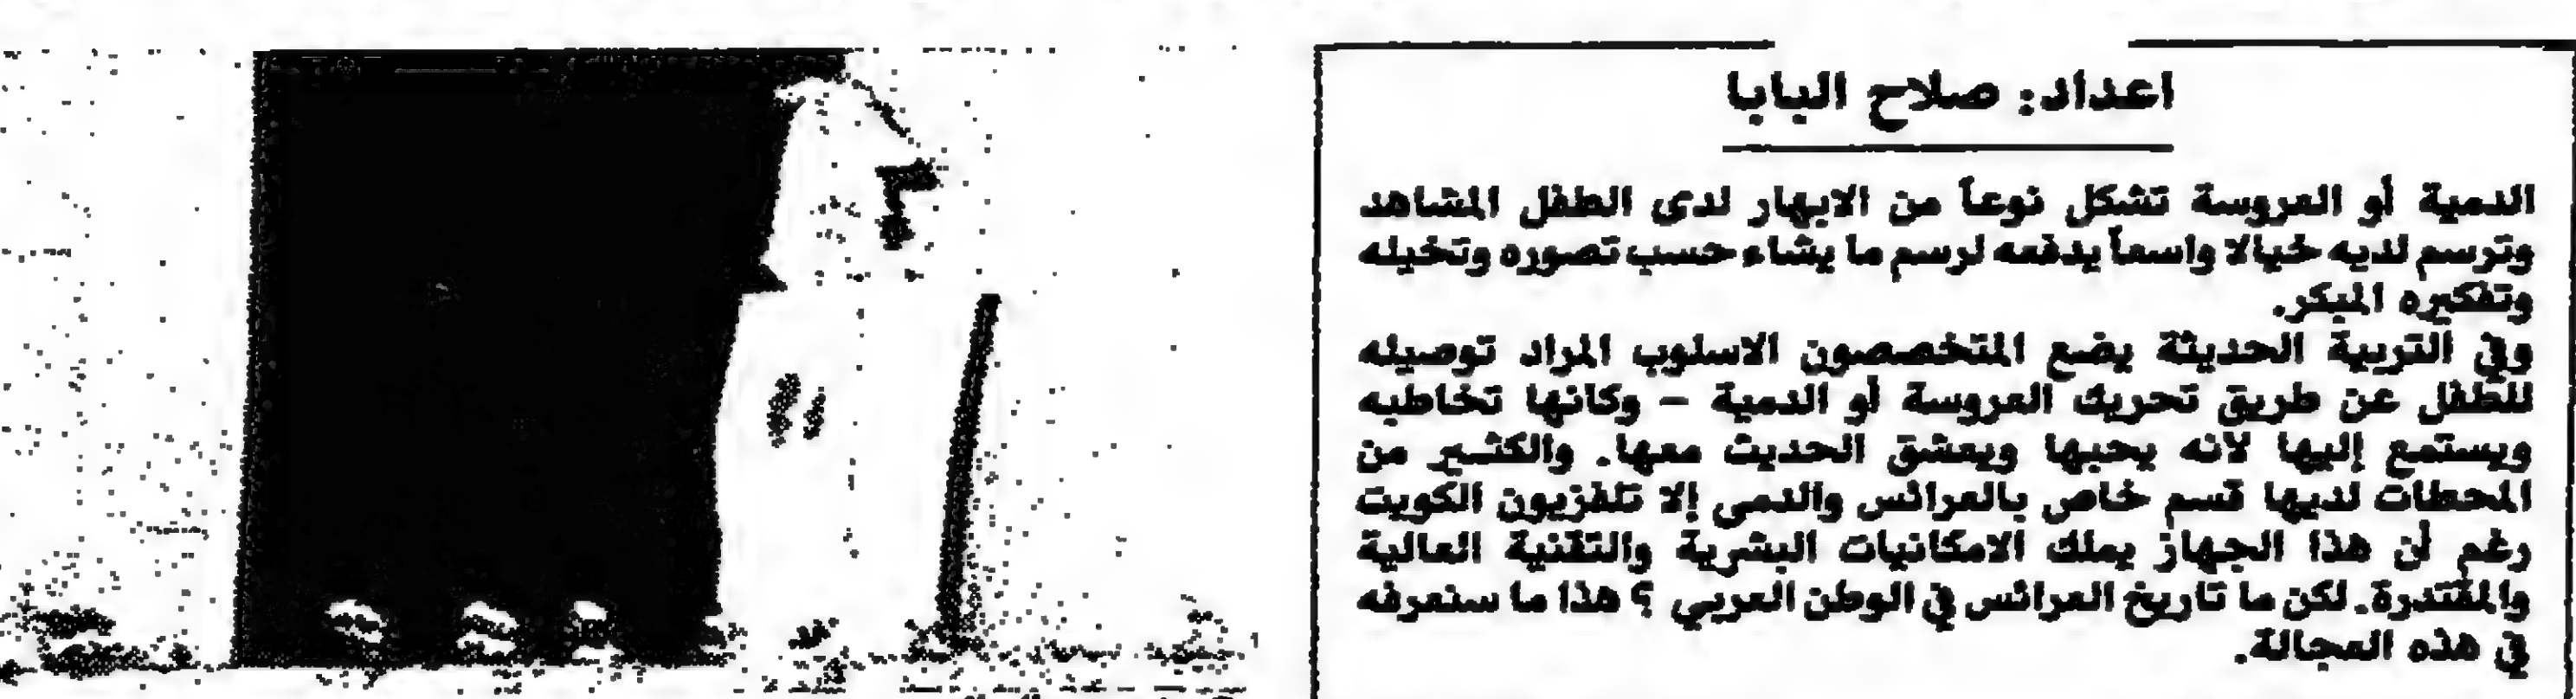 اعداد: صلاح البابا
الدمية أو العروسة تشكل نوعاً من الابهار لدى الطفل المشاهد
وترسم لديه خيالا واسعاً يدفعه لرسم ما يشاء حسب تصوره وتخيله
وتفكيره المبكر.
وفي التربية الحديثة يضع المتخصصون الاسلوب المراد توصيله
للطفل عن طريق تحريك العروسة أو الدمية - وكانها تخاطبه
ويستمع إليها لانه يحبها ويعشق الحديث معها. والكثير من
المحطات لديها قسم خاص بالعرائس والدمى إلا تلفزيون الكويت
رغم أن هذا الجهاز يملك الامكانيات البشرية والتقنية العالية
والمقتدرة. لكن ما تاريخ العرائس في الوطن العربي ؟ هذا ما سنعرفه
في هذه العجالة.